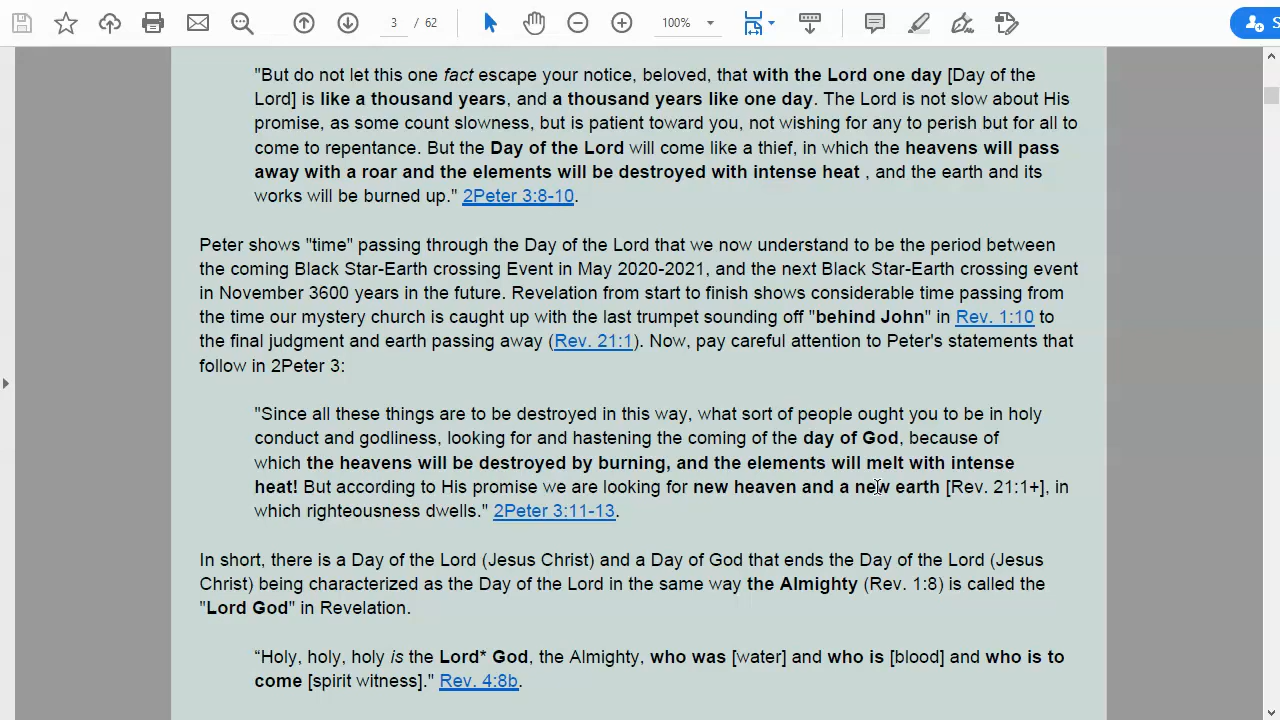 3 / 62
100%
S
"But do not let this one fact escape your notice, beloved, that with the Lord one day [Day of the
Lord] is like a thousand years, and a thousand years like one day. The Lord is not slow about His
promise, as some count slowness, but is patient toward you, not wishing for any to perish but for all to
come to repentance. But the Day of the Lord will come like a thief, in which the heavens will pass
away with a roar and the elements will be destroyed with intense heat , and the earth and its
works will be burned up." 2Peter 3:8-10.
Peter shows "time" passing through the Day of the Lord that we now understand to be the period between
the coming Black Star-Earth crossing Event in May 2020-2021, and the next Black Star-Earth crossing event
in November 3600 years in the future. Revelation from start to finish shows considerable time passing from
the time our mystery church is caught up with the last trumpet sounding off "behind John" in Rev. 1:10 to
the final judgment and earth passing away (Rev. 21:1). Now, pay careful attention to Peter's statements that
follow in 2Peter 3:
"Since all these things are to be destroyed in this way, what sort of people ought you to be in holy
conduct and godliness, looking for and hastening the coming of the day of God, because of
which the heavens will be destroyed by burning, and the elements will melt with intense
heat! But according to His promise we are looking for new heaven and a new earth [Rev. 21:1+], in
which righteousness dwells." 2Peter 3:11-13.
In short, there is a Day of the Lord (Jesus Christ) and a Day of God that ends the Day of the Lord (Jesus
Christ) being characterized as the Day of the Lord in the same way the Almighty (Rev. 1:8) is called the
"Lord God" in Revelation.
“Holy, holy, holy is the Lord* God, the Almighty, who was [water] and who is [blood] and who is to
come [spirit witness]." Rev. 4:8b.